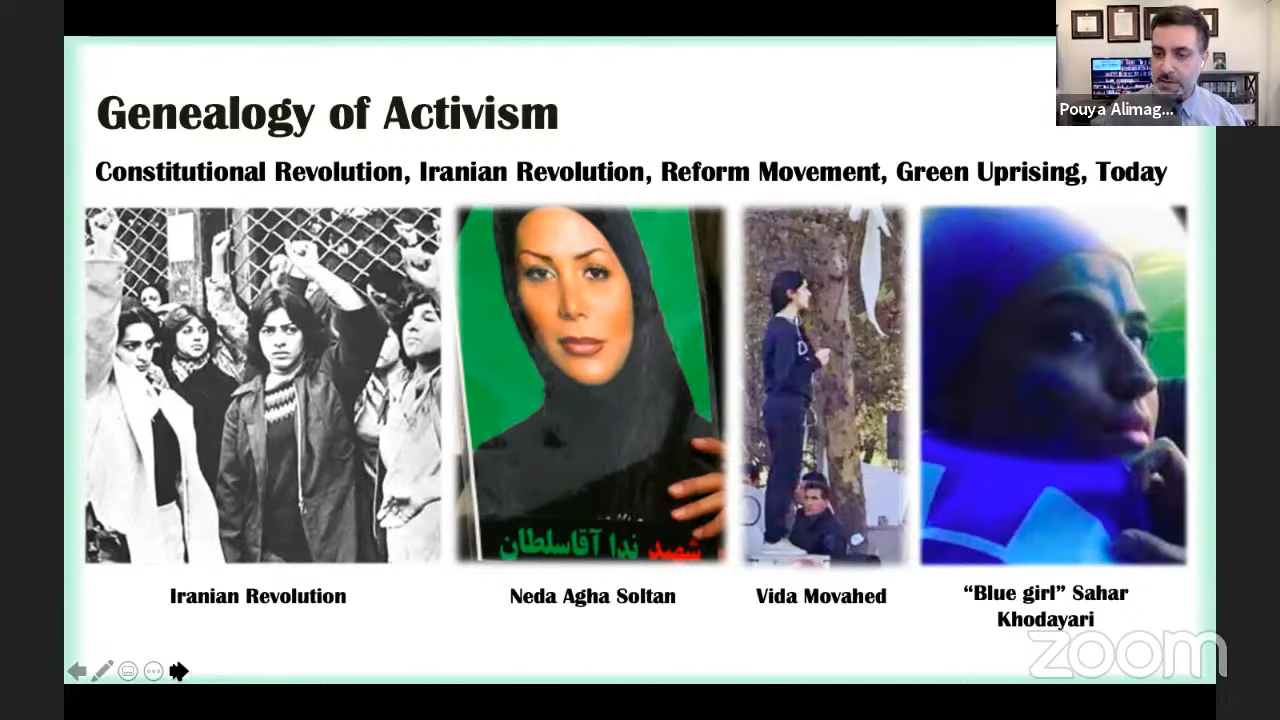 Pouya Alimag...
Genealogy of Activism
Constitutional Revolution, Iranian Revolution, Reform Movement, Green Uprising, Today
شهید ندا آقاسلطان
Iranian Revolution
Neda Agha Soltan
Vida Movahed
“Blue girl” Sahar
Khodayari
zoom